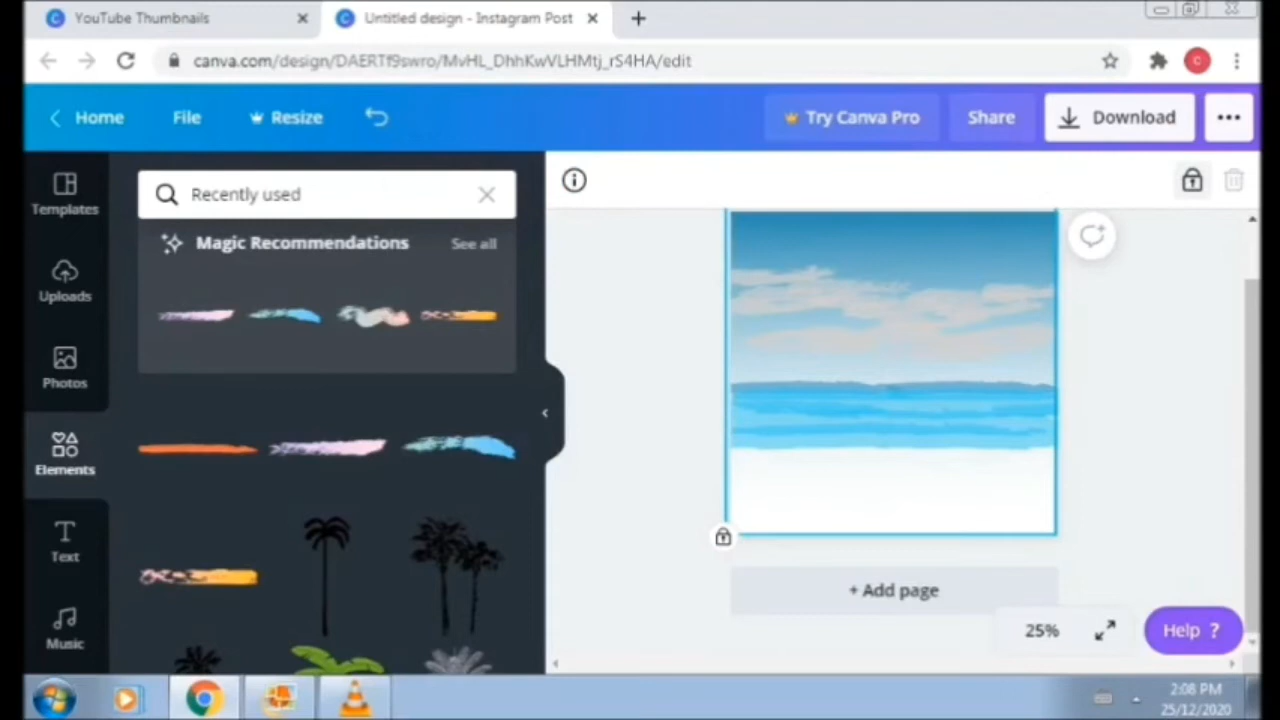 YouTube Thumbnails
Untitled design - Instagram Post
canva.com/design/DAERTf9swro/MvHL_DhhKwVLHMtj_rS4HA/edit
C
Home
File
Resize
Try Canva Pro
Share
Download
Templates
Recently used
Magic Recommendations
See all
Uploads
Photos
Elements
Text
Music
+ Add page
25%
Help ?
2:08 PM
25/12/2020